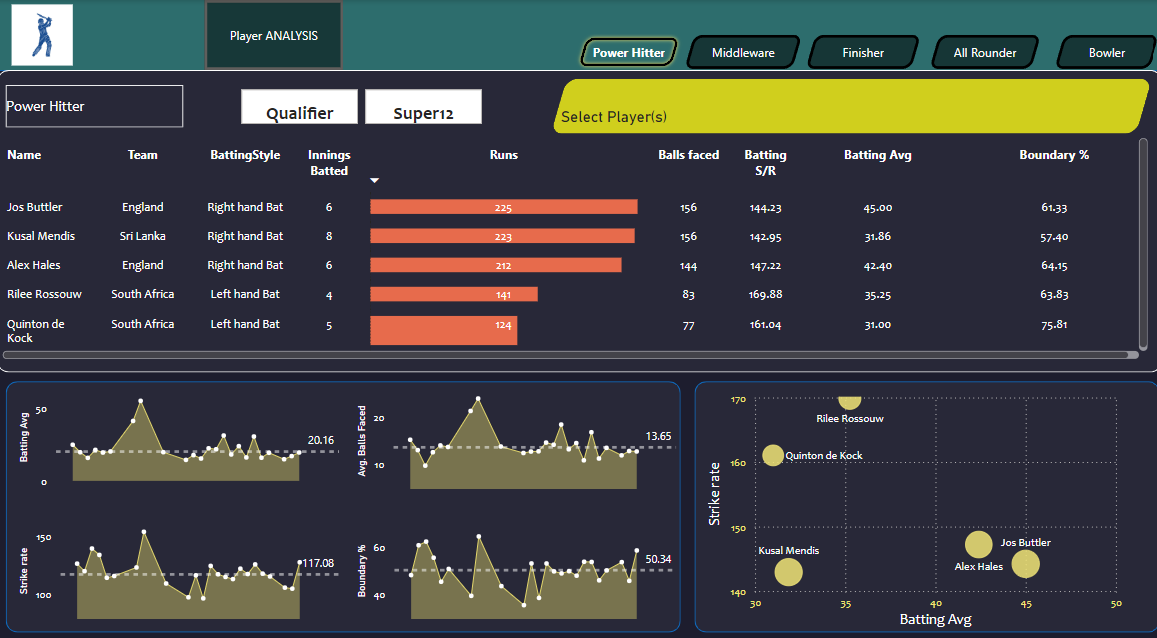 Player ANALYSIS
Power Hitter
Middleware
Finisher
All Rounder
Bowler
Power Hitter
Qualifier
Super12
Select Player(s)
Name Team BattingStyle Innings Batted Runs Balls faced Batting S/R Batting Avg Boundary %
Jos Buttler England Right hand Bat 6 225 156 144.23 45.00 61.33
Kusal Mendis Sri Lanka Right hand Bat 8 223 156 142.95 31.86 57.40
Alex Hales England Right hand Bat 6 212 144 147.22 42.40 64.15
Rilee Rossouw South Africa Left hand Bat 4 141 83 169.88 35.25 63.83
Quinton de Kock South Africa Left hand Bat 5 124 77 161.04 31.00 75.81
Batting Avg
50
0
20.16
Avg. Balls Faced
20
10
13.65
Strike rate
150
100
117.08
Boundary %
60
40
50.34
Strike rate
170
160
150
140
Rilee Rossouw
Quinton de Kock
Jos Buttler
Kusal Mendis
Alex Hales
30 35 40 45 50
Batting Avg